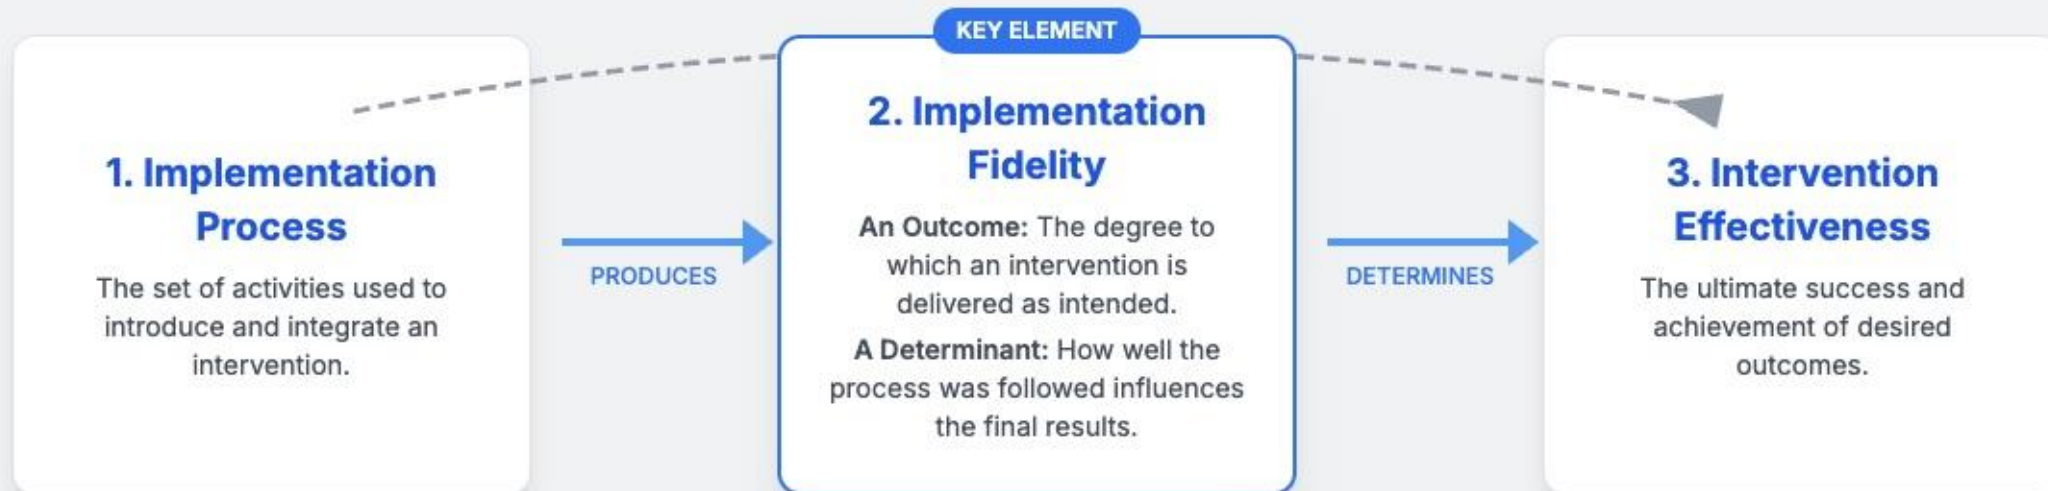 KEY ELEMENT
1. Implementation
Process
The set of activities used to
introduce and integrate an
intervention.
PRODUCES
2. Implementation
Fidelity
An Outcome: The degree to
which an intervention is
delivered as intended.
A Determinant: How well the
process was followed influences
the final results.
DETERMINES
3. Intervention
Effectiveness
The ultimate success and
achievement of desired
outcomes.